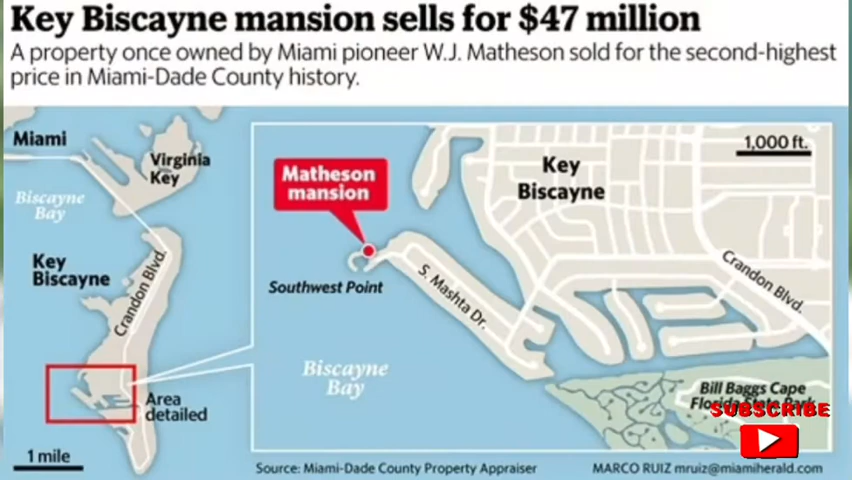 Key Biscayne mansion sells for $47 million
A property once owned by Miami pioneer W.J. Matheson sold for the second-highest
price in Miami-Dade County history.
Miami
Virginia
Key
Biscayne
Bay
Key
Biscayne
Crandon Blvd.
Area
detailed
1 mile
Matheson
mansion
Southwest Point
S. Mashta Dr.
Key
Biscayne
1,000 ft.
Crandon Blvd.
Biscayne
Bay
Bill Baggs Cape
Florida State Park
SUBSCRIBE
Source: Miami-Dade County Property Appraiser
MARCO RUIZ mruiz@miamiherald.com